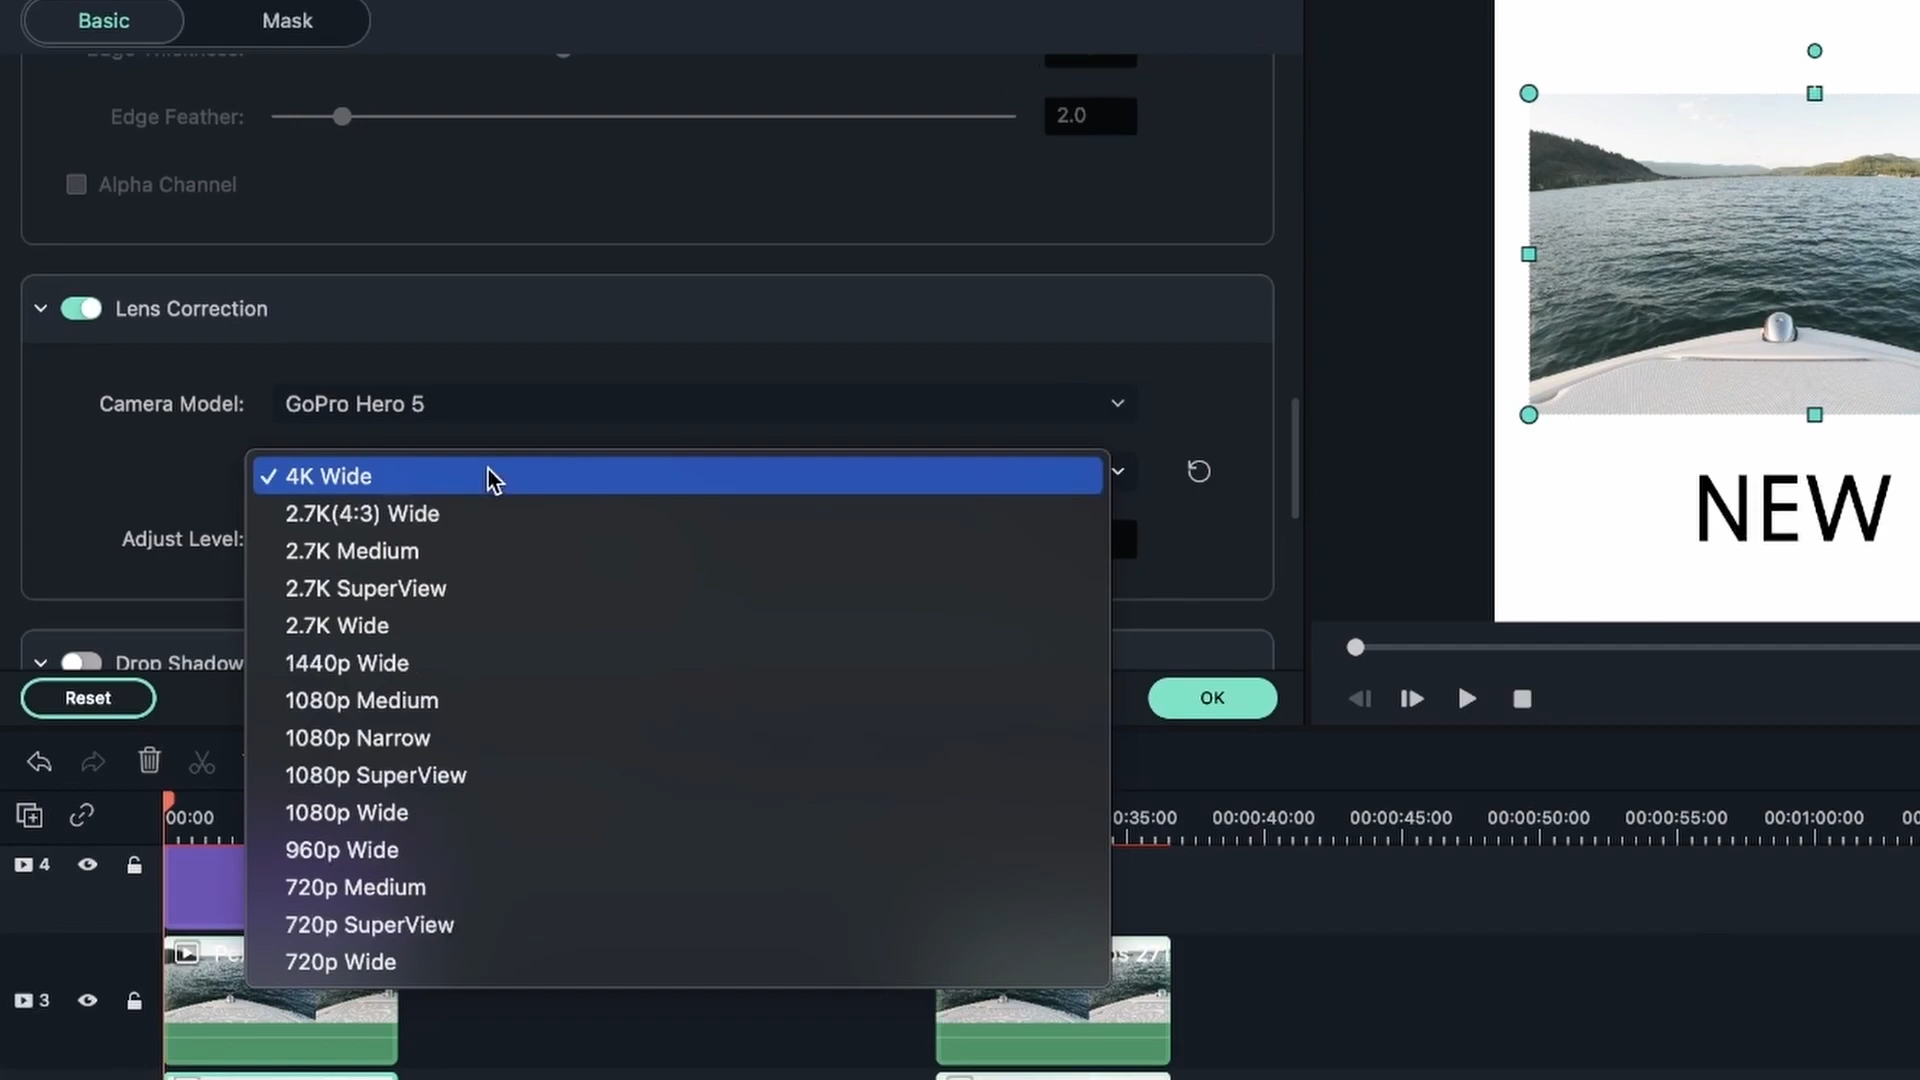 Basic
Mask
Edge Thickness:
Edge Feather:
2.0
Alpha Channel
Lens Correction
Camera Model:
GoPro Hero 5
✓ 4K Wide
2.7K(4:3) Wide
2.7K Medium
2.7K SuperView
2.7K Wide
1440p Wide
1080p Medium
1080p Narrow
1080p SuperView
1080p Wide
960p Wide
720p Medium
720p SuperView
720p Wide
Adjust Level:
Drop Shadow
Reset
OK
NEW
00:00
0:35:00
00:00:40:00
00:00:45:00
00:00:50:00
00:00:55:00
00:01:00:00
4
3